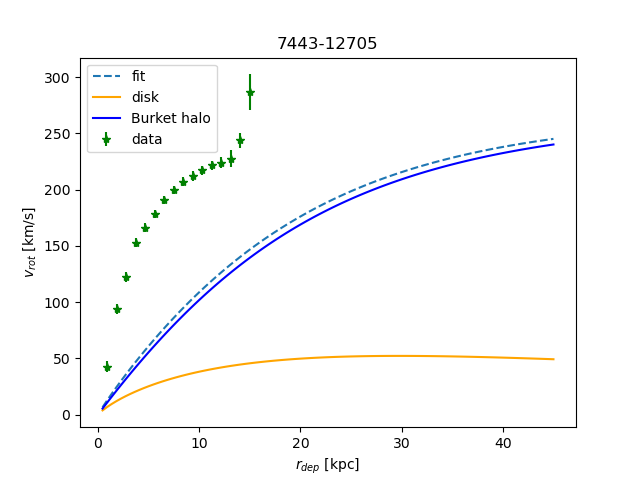 7443-12705
fit
disk
Burket halo
data
300
250
200
150
100
50
0
v_rot [km/s]
0 10 20 30 40
r_dep [kpc]